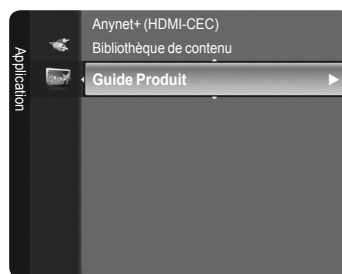 Application
Anynet+ (HDMI-CEC)
Bibliothèque de contenu
Guide Produit